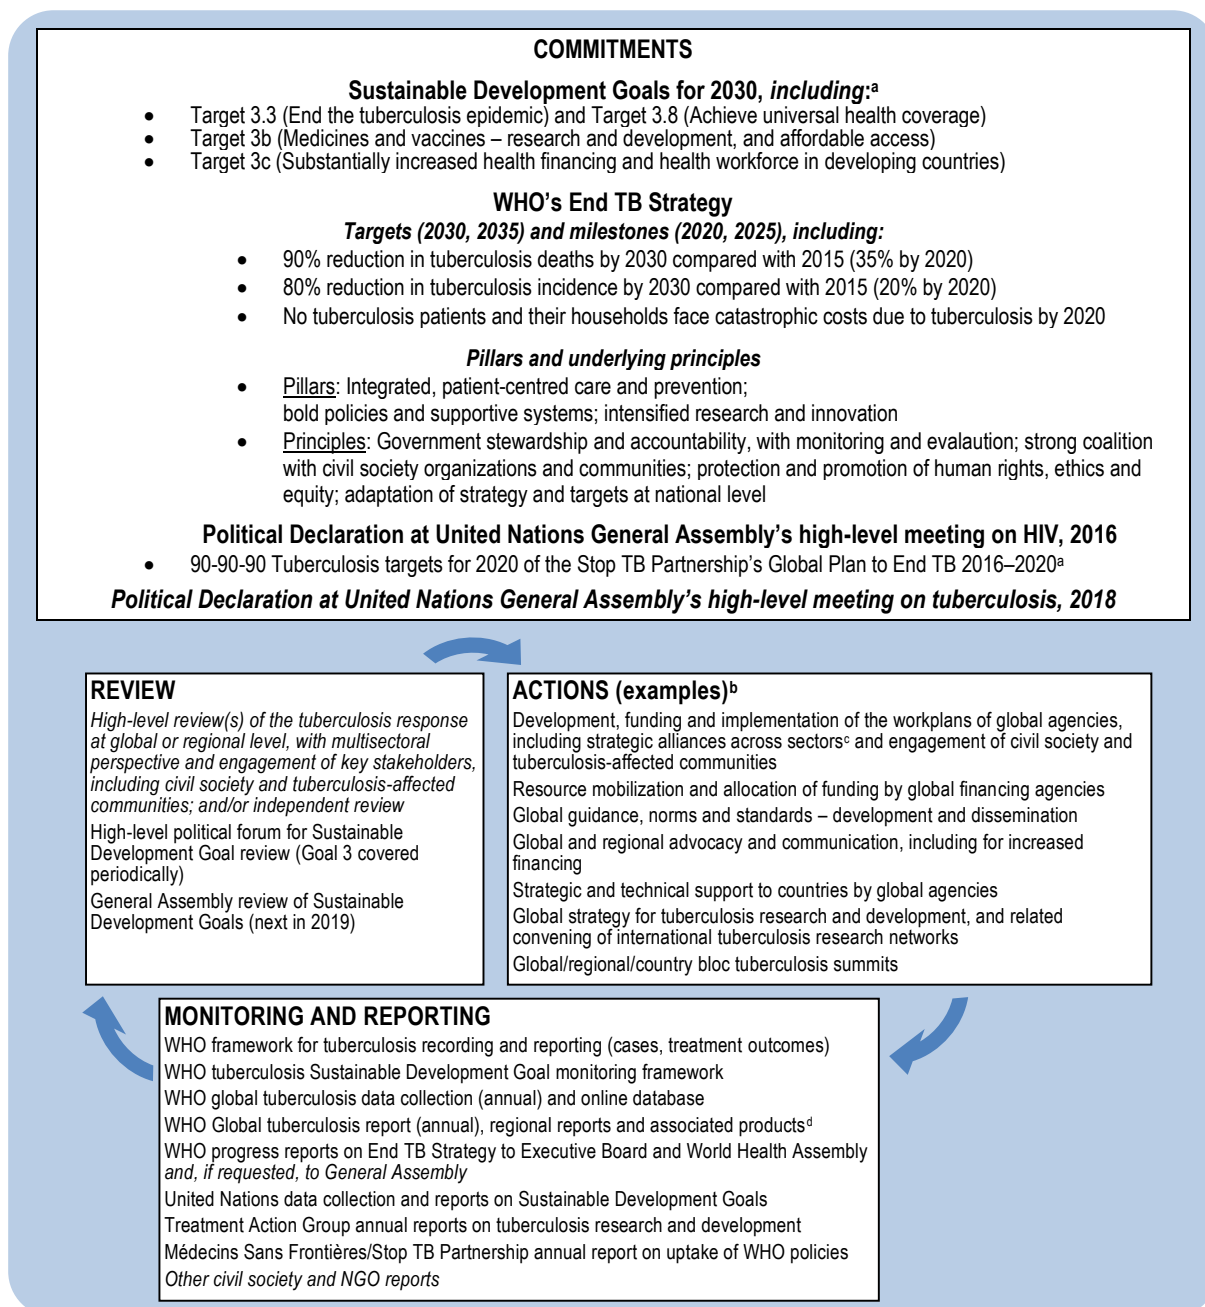 COMMITMENTS
Sustainable Development Goals for 2030, including:ᵃ
• Target 3.3 (End the tuberculosis epidemic) and Target 3.8 (Achieve universal health coverage)
• Target 3b (Medicines and vaccines – research and development, and affordable access)
• Target 3c (Substantially increased health financing and health workforce in developing countries)
WHO's End TB Strategy
Targets (2030, 2035) and milestones (2020, 2025), including:
• 90% reduction in tuberculosis deaths by 2030 compared with 2015 (35% by 2020)
• 80% reduction in tuberculosis incidence by 2030 compared with 2015 (20% by 2020)
• No tuberculosis patients and their households face catastrophic costs due to tuberculosis by 2020
Pillars and underlying principles
• Pillars: Integrated, patient-centred care and prevention;
bold policies and supportive systems; intensified research and innovation
• Principles: Government stewardship and accountability, with monitoring and evalaution; strong coalition
with civil society organizations and communities; protection and promotion of human rights, ethics and
equity; adaptation of strategy and targets at national level
Political Declaration at United Nations General Assembly's high-level meeting on HIV, 2016
• 90-90-90 Tuberculosis targets for 2020 of the Stop TB Partnership's Global Plan to End TB 2016–2020ᵃ
Political Declaration at United Nations General Assembly's high-level meeting on tuberculosis, 2018
REVIEW
High-level review(s) of the tuberculosis response
at global or regional level, with multisectoral
perspective and engagement of key stakeholders,
including civil society and tuberculosis-affected
communities; and/or independent review
High-level political forum for Sustainable
Development Goal review (Goal 3 covered
periodically)
General Assembly review of Sustainable
Development Goals (next in 2019)
ACTIONS (examples)ᵇ
Development, funding and implementation of the workplans of global agencies,
including strategic alliances across sectorsᶜ and engagement of civil society and
tuberculosis-affected communities
Resource mobilization and allocation of funding by global financing agencies
Global guidance, norms and standards – development and dissemination
Global and regional advocacy and communication, including for increased
financing
Strategic and technical support to countries by global agencies
Global strategy for tuberculosis research and development, and related
convening of international tuberculosis research networks
Global/regional/country bloc tuberculosis summits
MONITORING AND REPORTING
WHO framework for tuberculosis recording and reporting (cases, treatment outcomes)
WHO tuberculosis Sustainable Development Goal monitoring framework
WHO global tuberculosis data collection (annual) and online database
WHO Global tuberculosis report (annual), regional reports and associated productsᵈ
WHO progress reports on End TB Strategy to Executive Board and World Health Assembly
and, if requested, to General Assembly
United Nations data collection and reports on Sustainable Development Goals
Treatment Action Group annual reports on tuberculosis research and development
Médecins Sans Frontières/Stop TB Partnership annual report on uptake of WHO policies
Other civil society and NGO reports